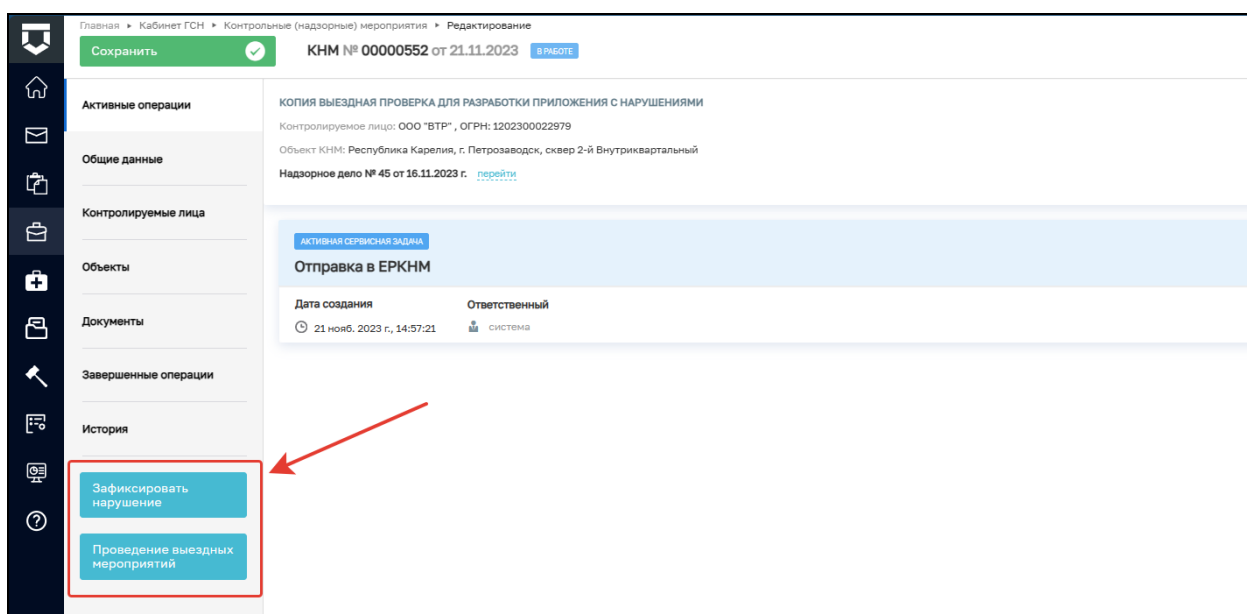 Главная ▸ Кабинет ГСН ▸ Контрольные (надзорные) мероприятия ▸ Редактирование
Сохранить
КНМ № 00000552 от 21.11.2023 В РАБОТЕ
Активные операции
Общие данные
Контролируемые лица
Объекты
Документы
Завершенные операции
История
Зафиксировать
нарушение
Проведение выездных
мероприятий
КОПИЯ ВЫЕЗДНАЯ ПРОВЕРКА ДЛЯ РАЗРАБОТКИ ПРИЛОЖЕНИЯ С НАРУШЕНИЯМИ
Контролируемое лицо: ООО "ВТР" , ОГРН: 1202300022979
Объект КНМ: Республика Карелия, г. Петрозаводск, сквер 2-й Внутриквартальный
Надзорное дело № 45 от 16.11.2023 г. перейти
АКТИВНАЯ СЕРВИСНАЯ ЗАДАЧА
Отправка в ЕРКНМ
Дата создания Ответственный
21 нояб. 2023 г., 14:57:21 система